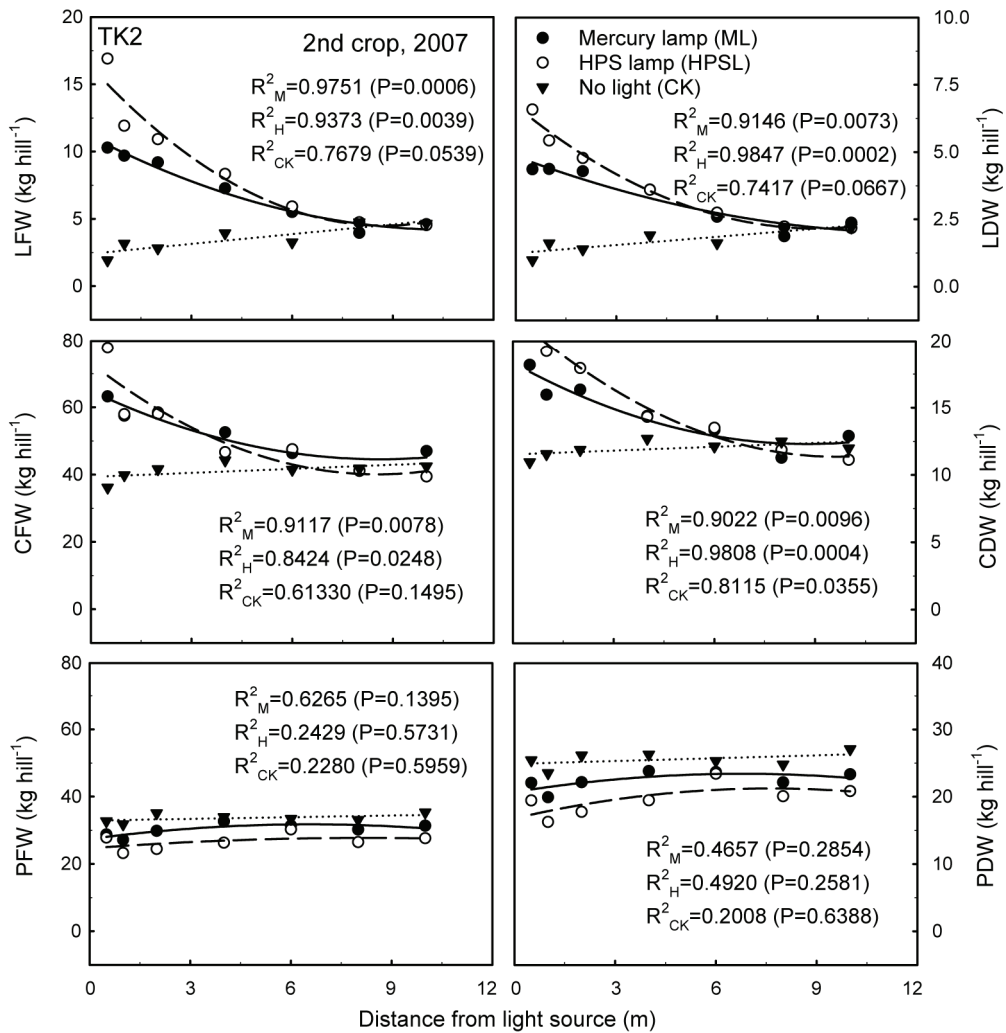 TK2
2nd crop, 2007
R²M=0.9751 (P=0.0006)
R²H=0.9373 (P=0.0039)
R²CK=0.7679 (P=0.0539)
LFW (kg hill⁻¹)
20
15
10
5
0
Mercury lamp (ML)
HPS lamp (HPSL)
No light (CK)
R²M=0.9146 (P=0.0073)
R²H=0.9847 (P=0.0002)
R²CK=0.7417 (P=0.0667)
10.0
7.5
5.0
2.5
0.0
LDW (kg hill⁻¹)
CFW (kg hill⁻¹)
80
60
40
20
0
R²M=0.9117 (P=0.0078)
R²H=0.8424 (P=0.0248)
R²CK=0.61330 (P=0.1495)
R²M=0.9022 (P=0.0096)
R²H=0.9808 (P=0.0004)
R²CK=0.8115 (P=0.0355)
20
15
10
5
0
CDW (kg hill⁻¹)
PFW (kg hill⁻¹)
80
60
40
20
0
R²M=0.6265 (P=0.1395)
R²H=0.2429 (P=0.5731)
R²CK=0.2280 (P=0.5959)
R²M=0.4657 (P=0.2854)
R²H=0.4920 (P=0.2581)
R²CK=0.2008 (P=0.6388)
40
30
20
10
0
PDW (kg hill⁻¹)
0 3 6 9 12 0 3 6 9 12
Distance from light source (m)